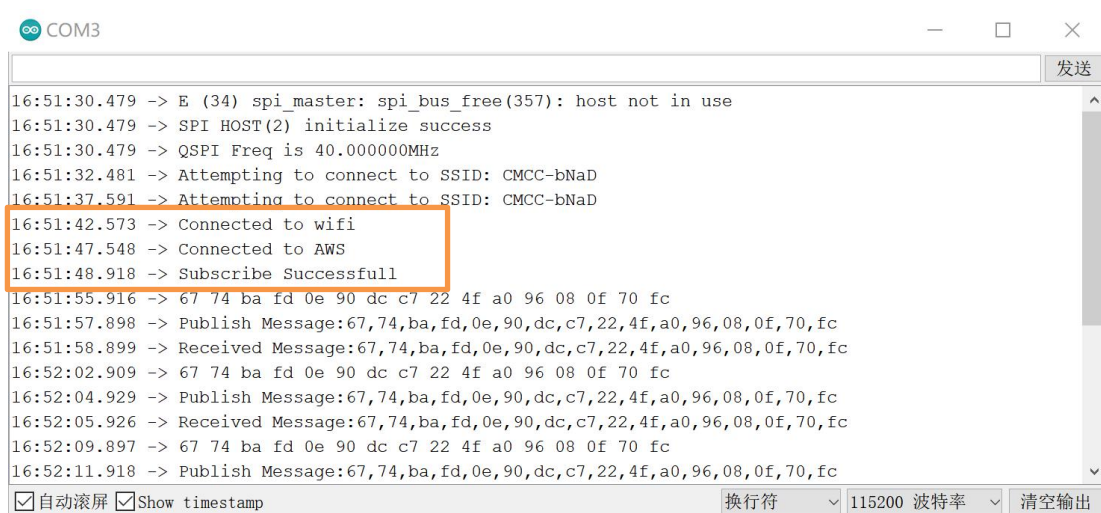 COM3
发送
16:51:30.479 -> E (34) spi_master: spi_bus_free(357): host not in use
16:51:30.479 -> SPI HOST(2) initialize success
16:51:30.479 -> QSPI Freq is 40.000000MHz
16:51:32.481 -> Attempting to connect to SSID: CMCC-bNaD
16:51:37.591 -> Attempting to connect to SSID: CMCC-bNaD
16:51:42.573 -> Connected to wifi
16:51:47.548 -> Connected to AWS
16:51:48.918 -> Subscribe Successfull
16:51:55.916 -> 67 74 ba fd 0e 90 dc c7 22 4f a0 96 08 0f 70 fc
16:51:57.898 -> Publish Message:67,74,ba,fd,0e,90,dc,c7,22,4f,a0,96,08,0f,70,fc
16:51:58.899 -> Received Message:67,74,ba,fd,0e,90,dc,c7,22,4f,a0,96,08,0f,70,fc
16:52:02.909 -> 67 74 ba fd 0e 90 dc c7 22 4f a0 96 08 0f 70 fc
16:52:04.929 -> Publish Message:67,74,ba,fd,0e,90,dc,c7,22,4f,a0,96,08,0f,70,fc
16:52:05.926 -> Received Message:67,74,ba,fd,0e,90,dc,c7,22,4f,a0,96,08,0f,70,fc
16:52:09.897 -> 67 74 ba fd 0e 90 dc c7 22 4f a0 96 08 0f 70 fc
16:52:11.918 -> Publish Message:67,74,ba,fd,0e,90,dc,c7,22,4f,a0,96,08,0f,70,fc
自动滚屏 Show timestamp 换行符 115200 波特率 清空输出